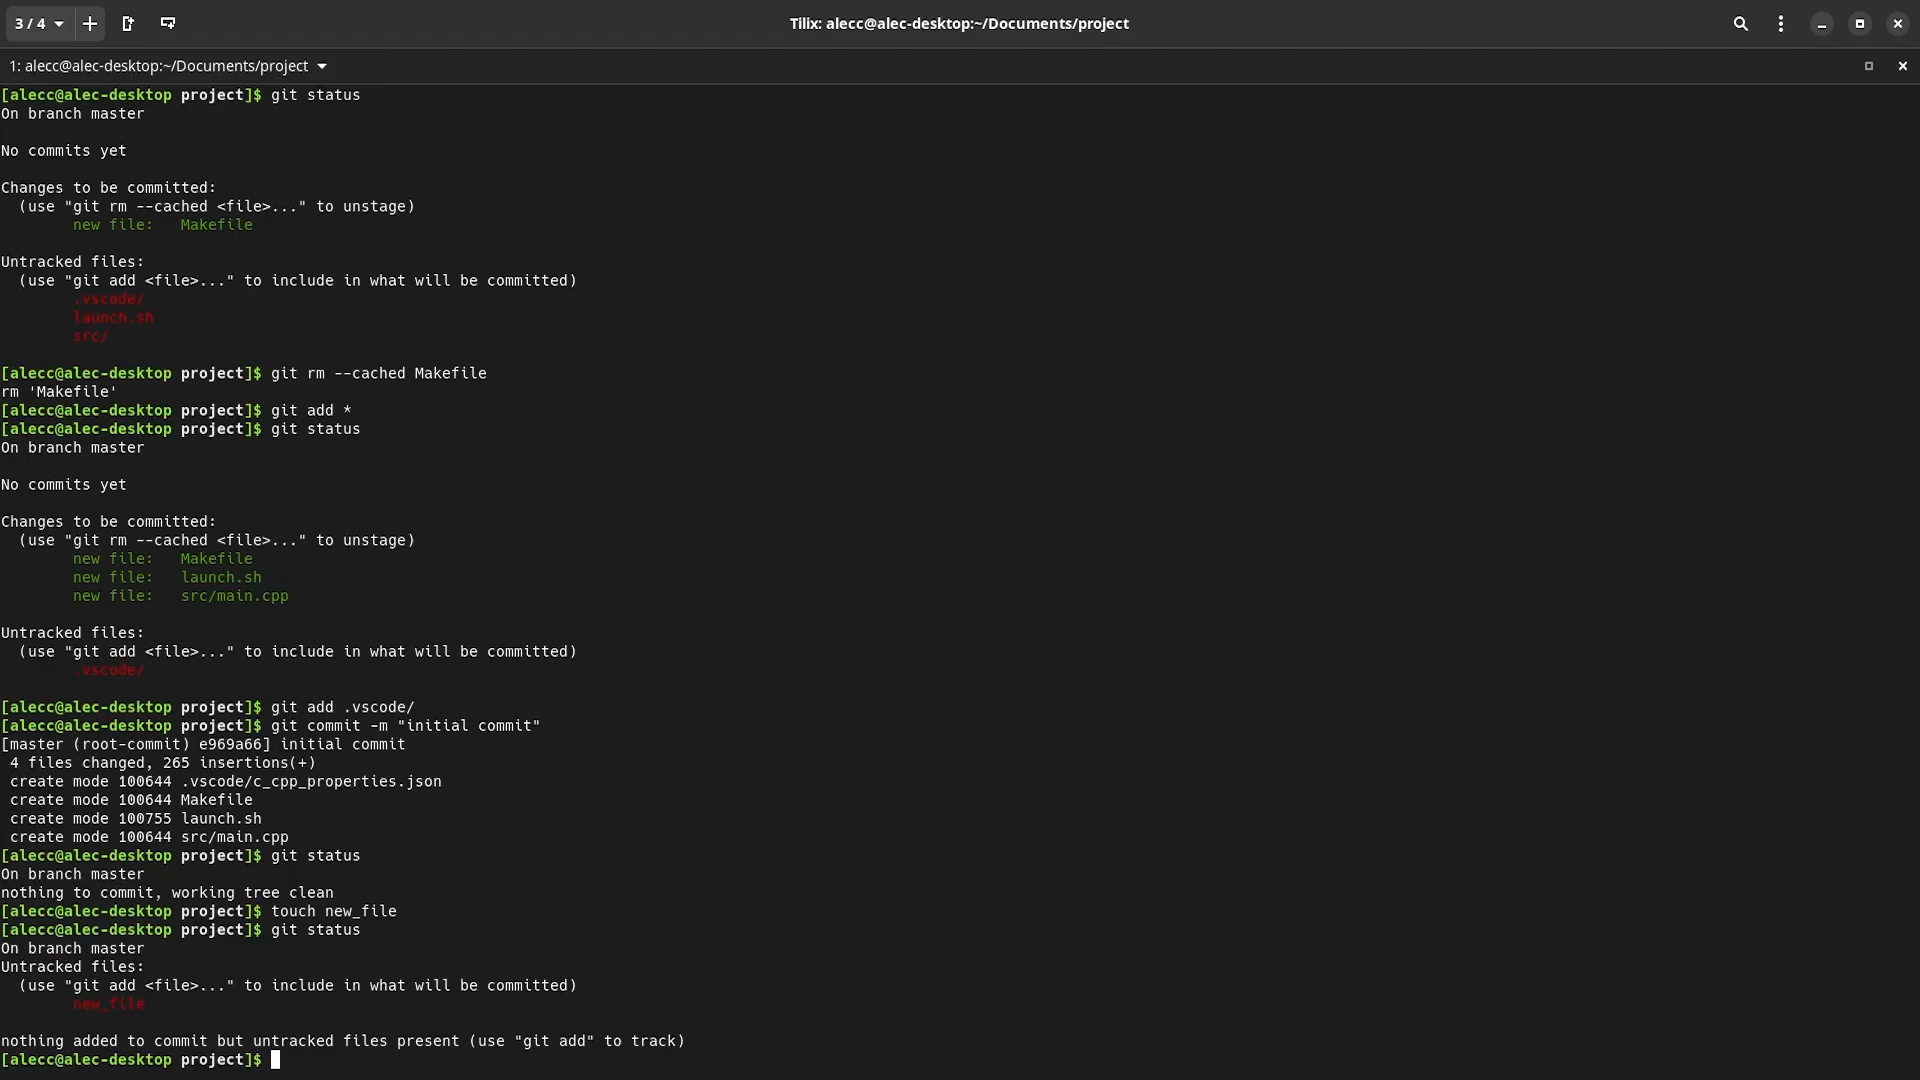 3 / 4
Tilix: alecc@alec-desktop:~/Documents/project
1: alecc@alec-desktop:~/Documents/project
[alecc@alec-desktop project]$ git status
On branch master

No commits yet

Changes to be committed:
  (use "git rm --cached <file>..." to unstage)
        new file:   Makefile

Untracked files:
  (use "git add <file>..." to include in what will be committed)
        .vscode/
        launch.sh
        src/

[alecc@alec-desktop project]$ git rm --cached Makefile
rm 'Makefile'
[alecc@alec-desktop project]$ git add *
[alecc@alec-desktop project]$ git status
On branch master

No commits yet

Changes to be committed:
  (use "git rm --cached <file>..." to unstage)
        new file:   Makefile
        new file:   launch.sh
        new file:   src/main.cpp

Untracked files:
  (use "git add <file>..." to include in what will be committed)
        .vscode/

[alecc@alec-desktop project]$ git add .vscode/
[alecc@alec-desktop project]$ git commit -m "initial commit"
[master (root-commit) e969a66] initial commit
 4 files changed, 265 insertions(+)
 create mode 100644 .vscode/c_cpp_properties.json
 create mode 100644 Makefile
 create mode 100755 launch.sh
 create mode 100644 src/main.cpp
[alecc@alec-desktop project]$ git status
On branch master
nothing to commit, working tree clean
[alecc@alec-desktop project]$ touch new_file
[alecc@alec-desktop project]$ git status
On branch master
Untracked files:
  (use "git add <file>..." to include in what will be committed)
        new_file

nothing added to commit but untracked files present (use "git add" to track)
[alecc@alec-desktop project]$